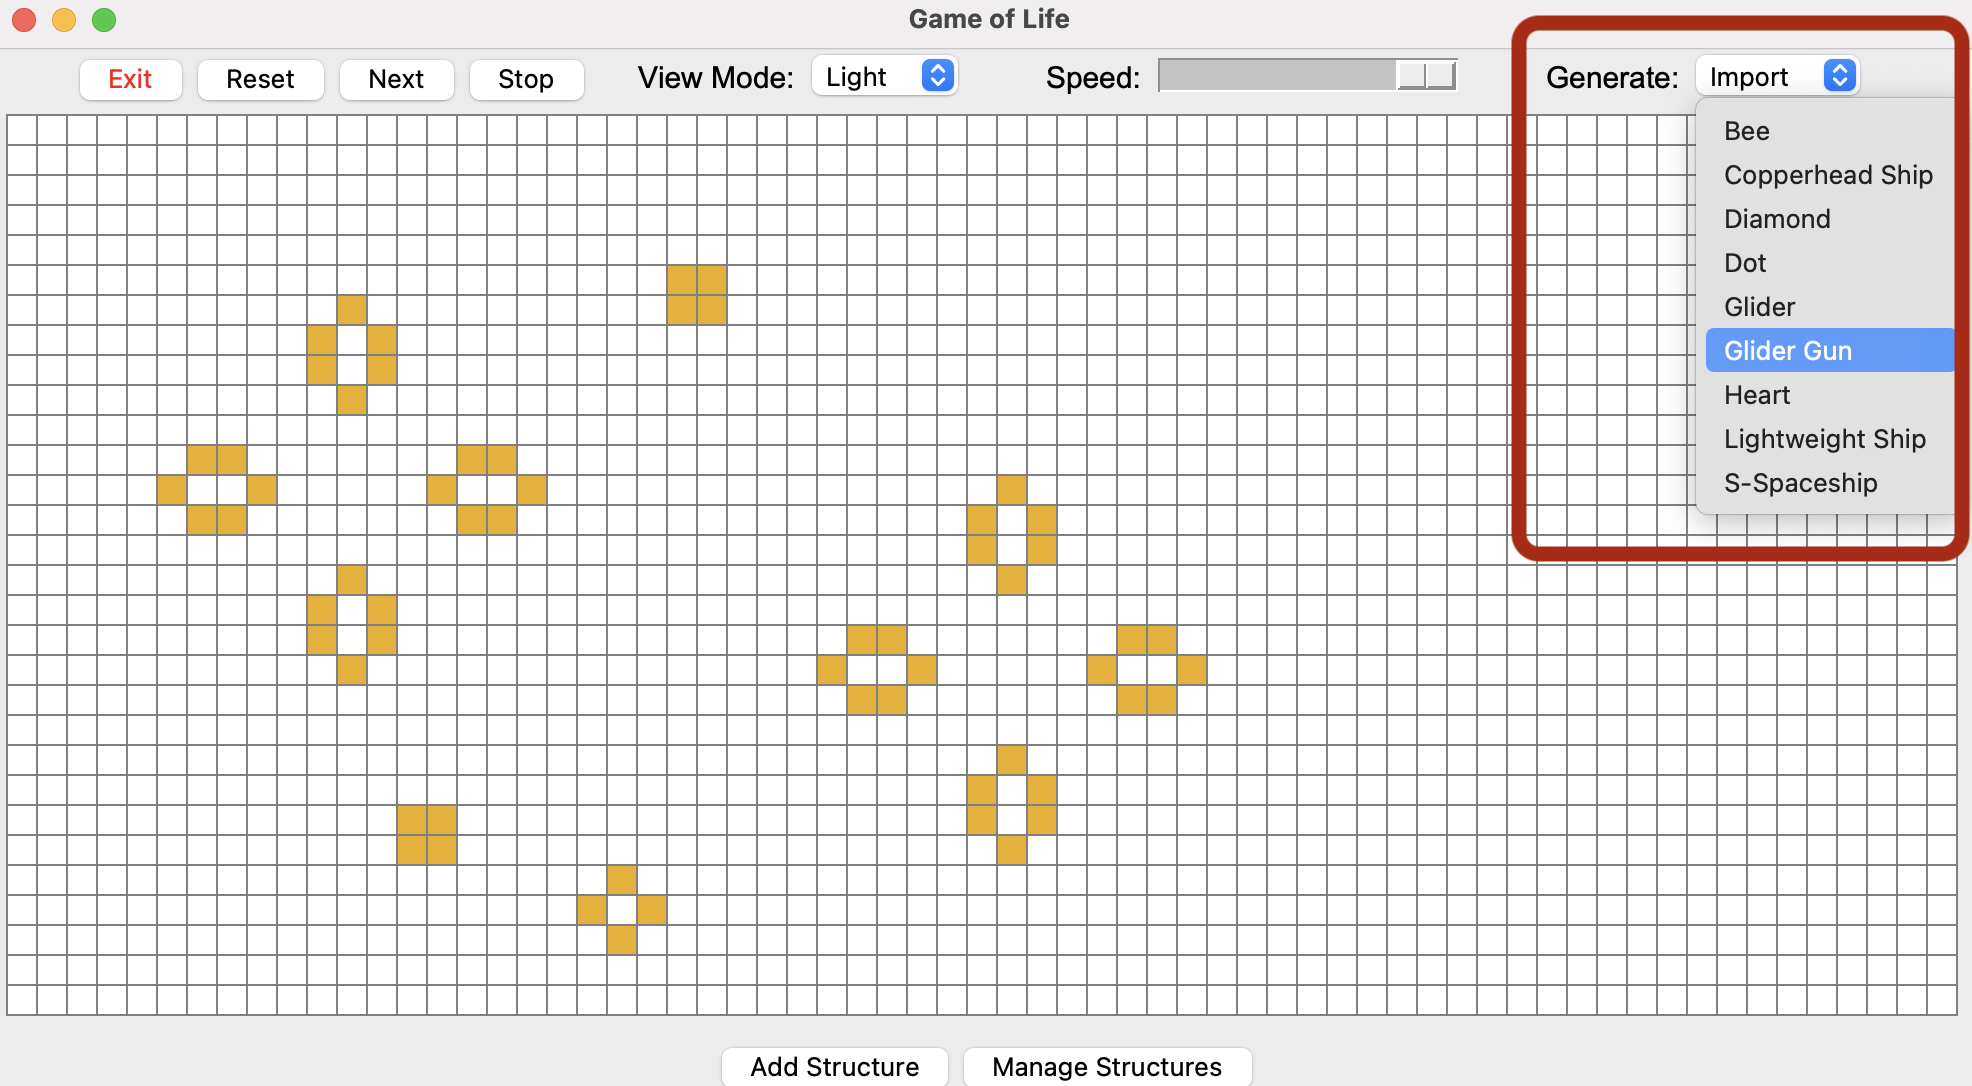 Game of Life
Exit Reset Next Stop View Mode: Light Speed: Generate: Import
Bee
Copperhead Ship
Diamond
Dot
Glider
Glider Gun
Heart
Lightweight Ship
S-Spaceship
Add Structure Manage Structures